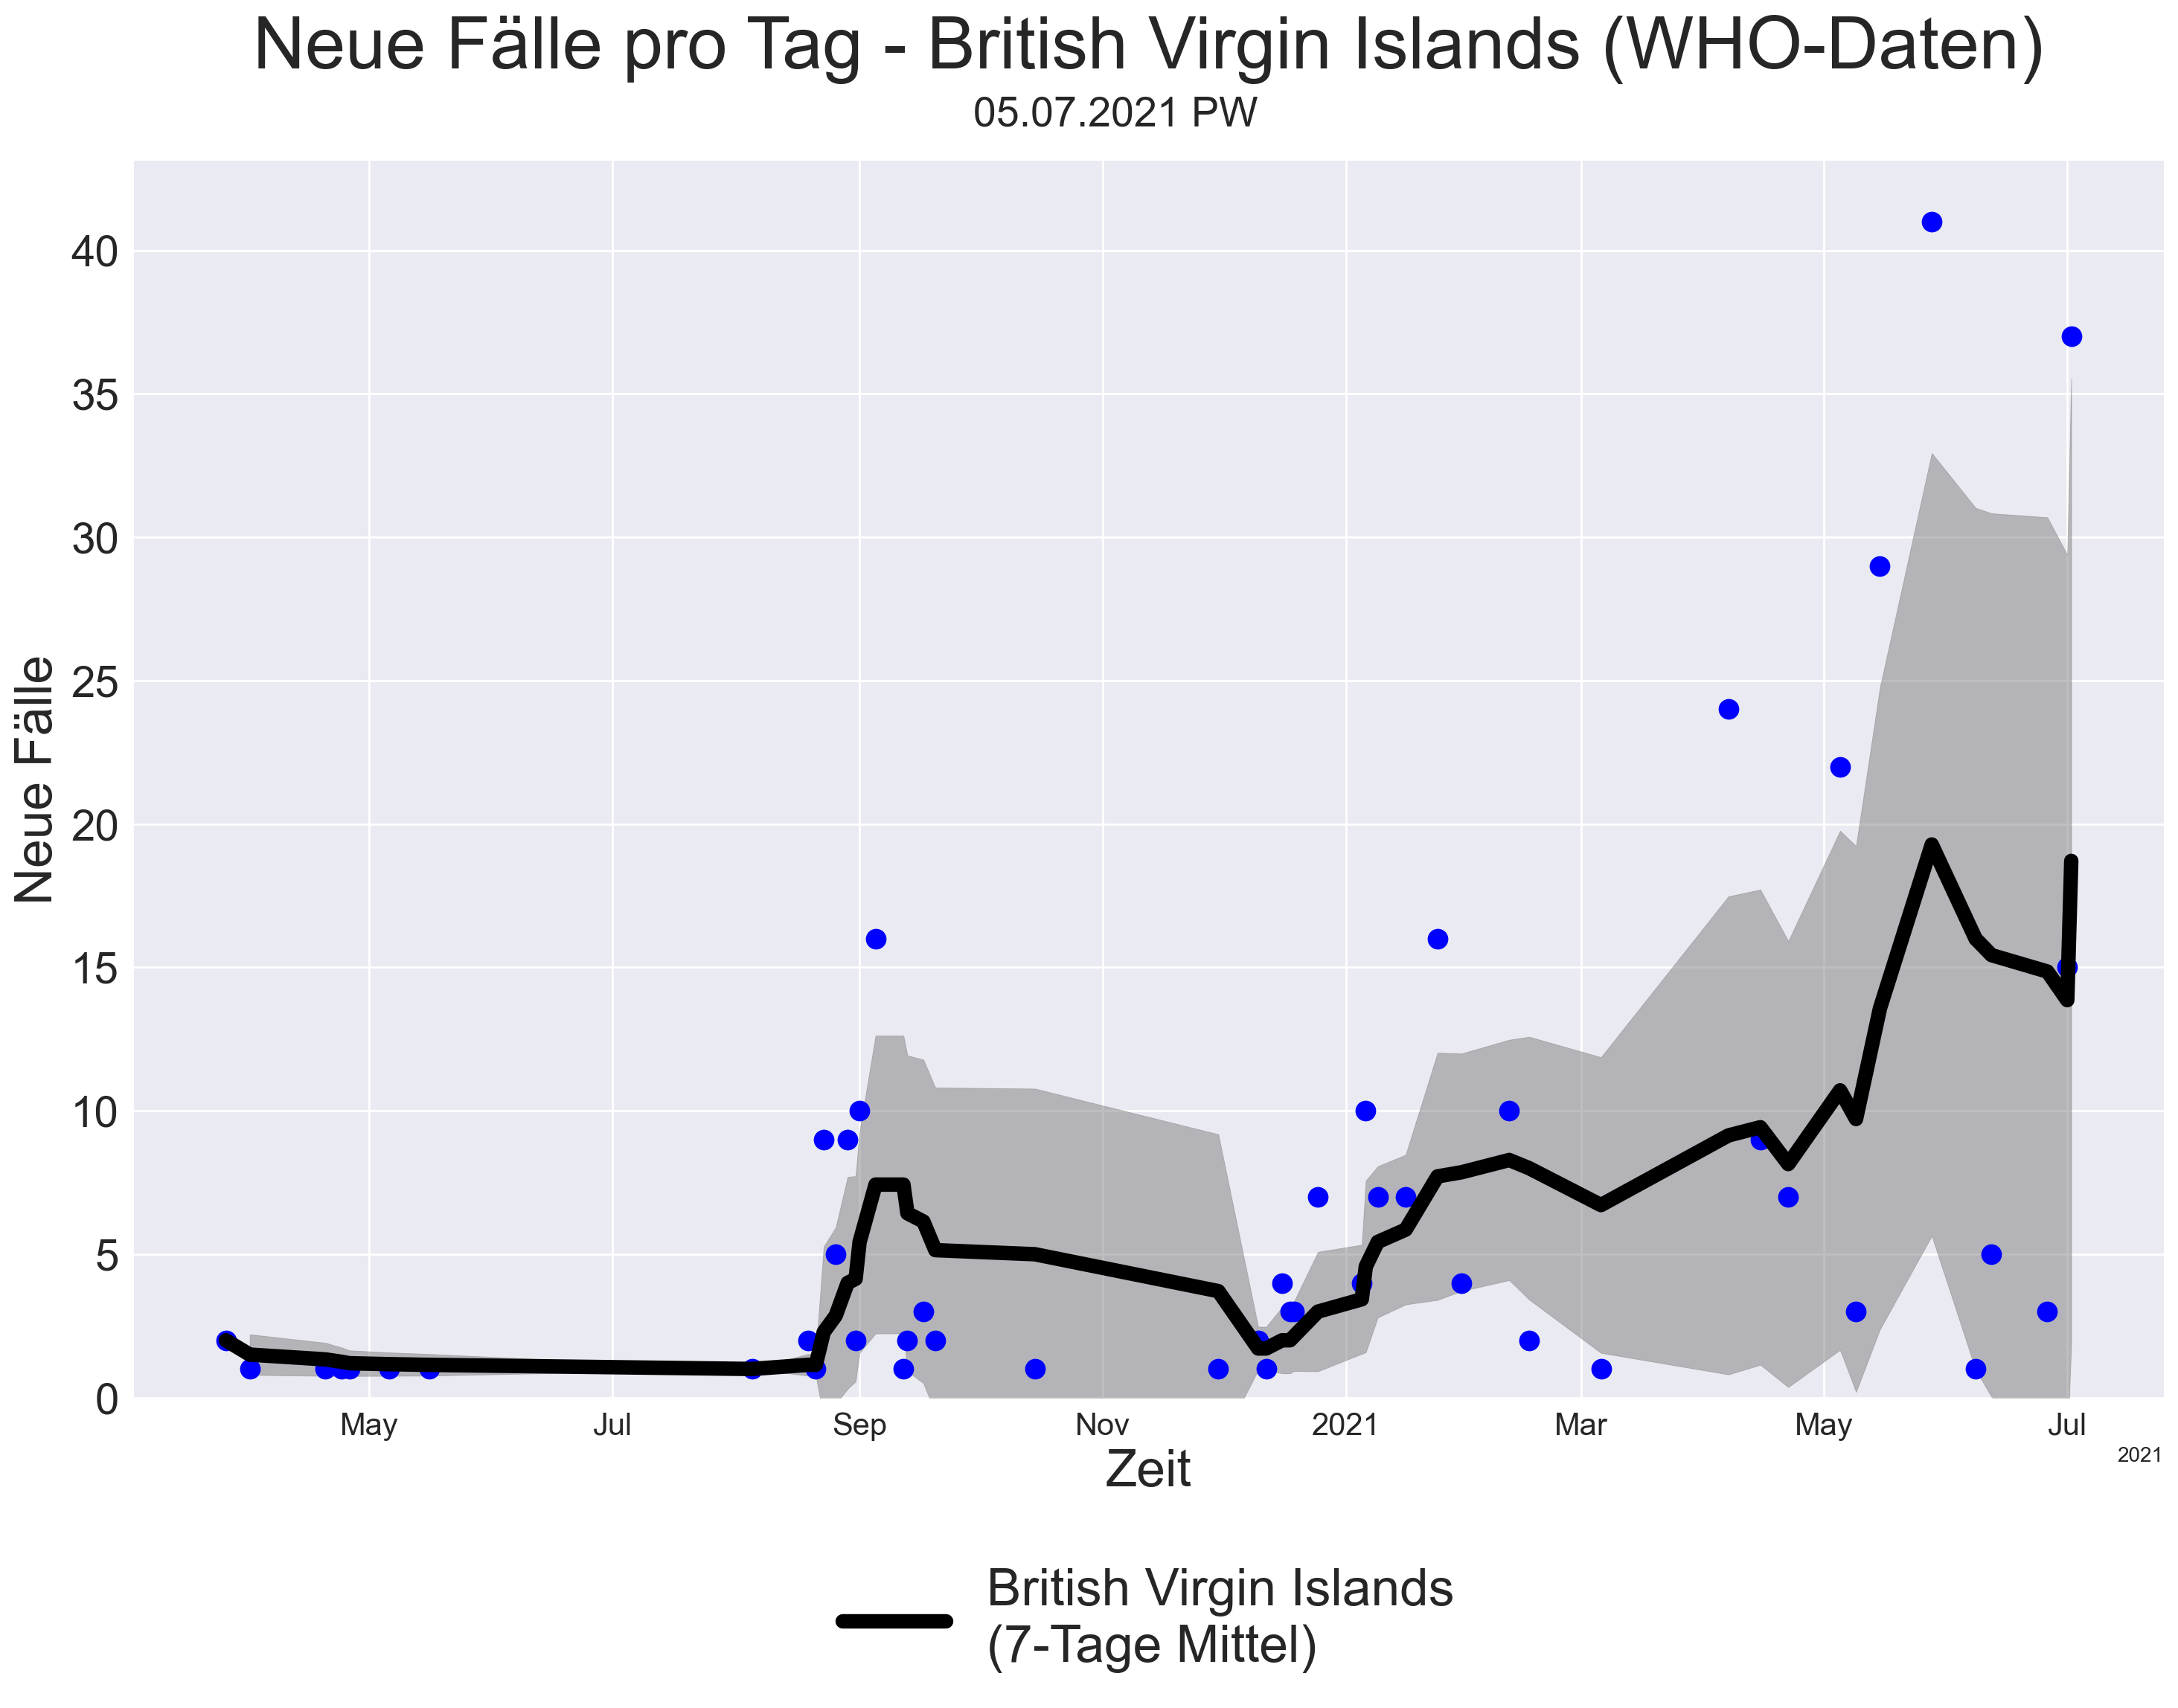 Neue Fälle pro Tag - British Virgin Islands (WHO-Daten)
05.07.2021 PW
Neue Fälle
40
35
30
25
20
15
10
5
0
May
Jul
Sep
Nov
2021
Mar
May
Jul
2021
Zeit
British Virgin Islands
(7-Tage Mittel)